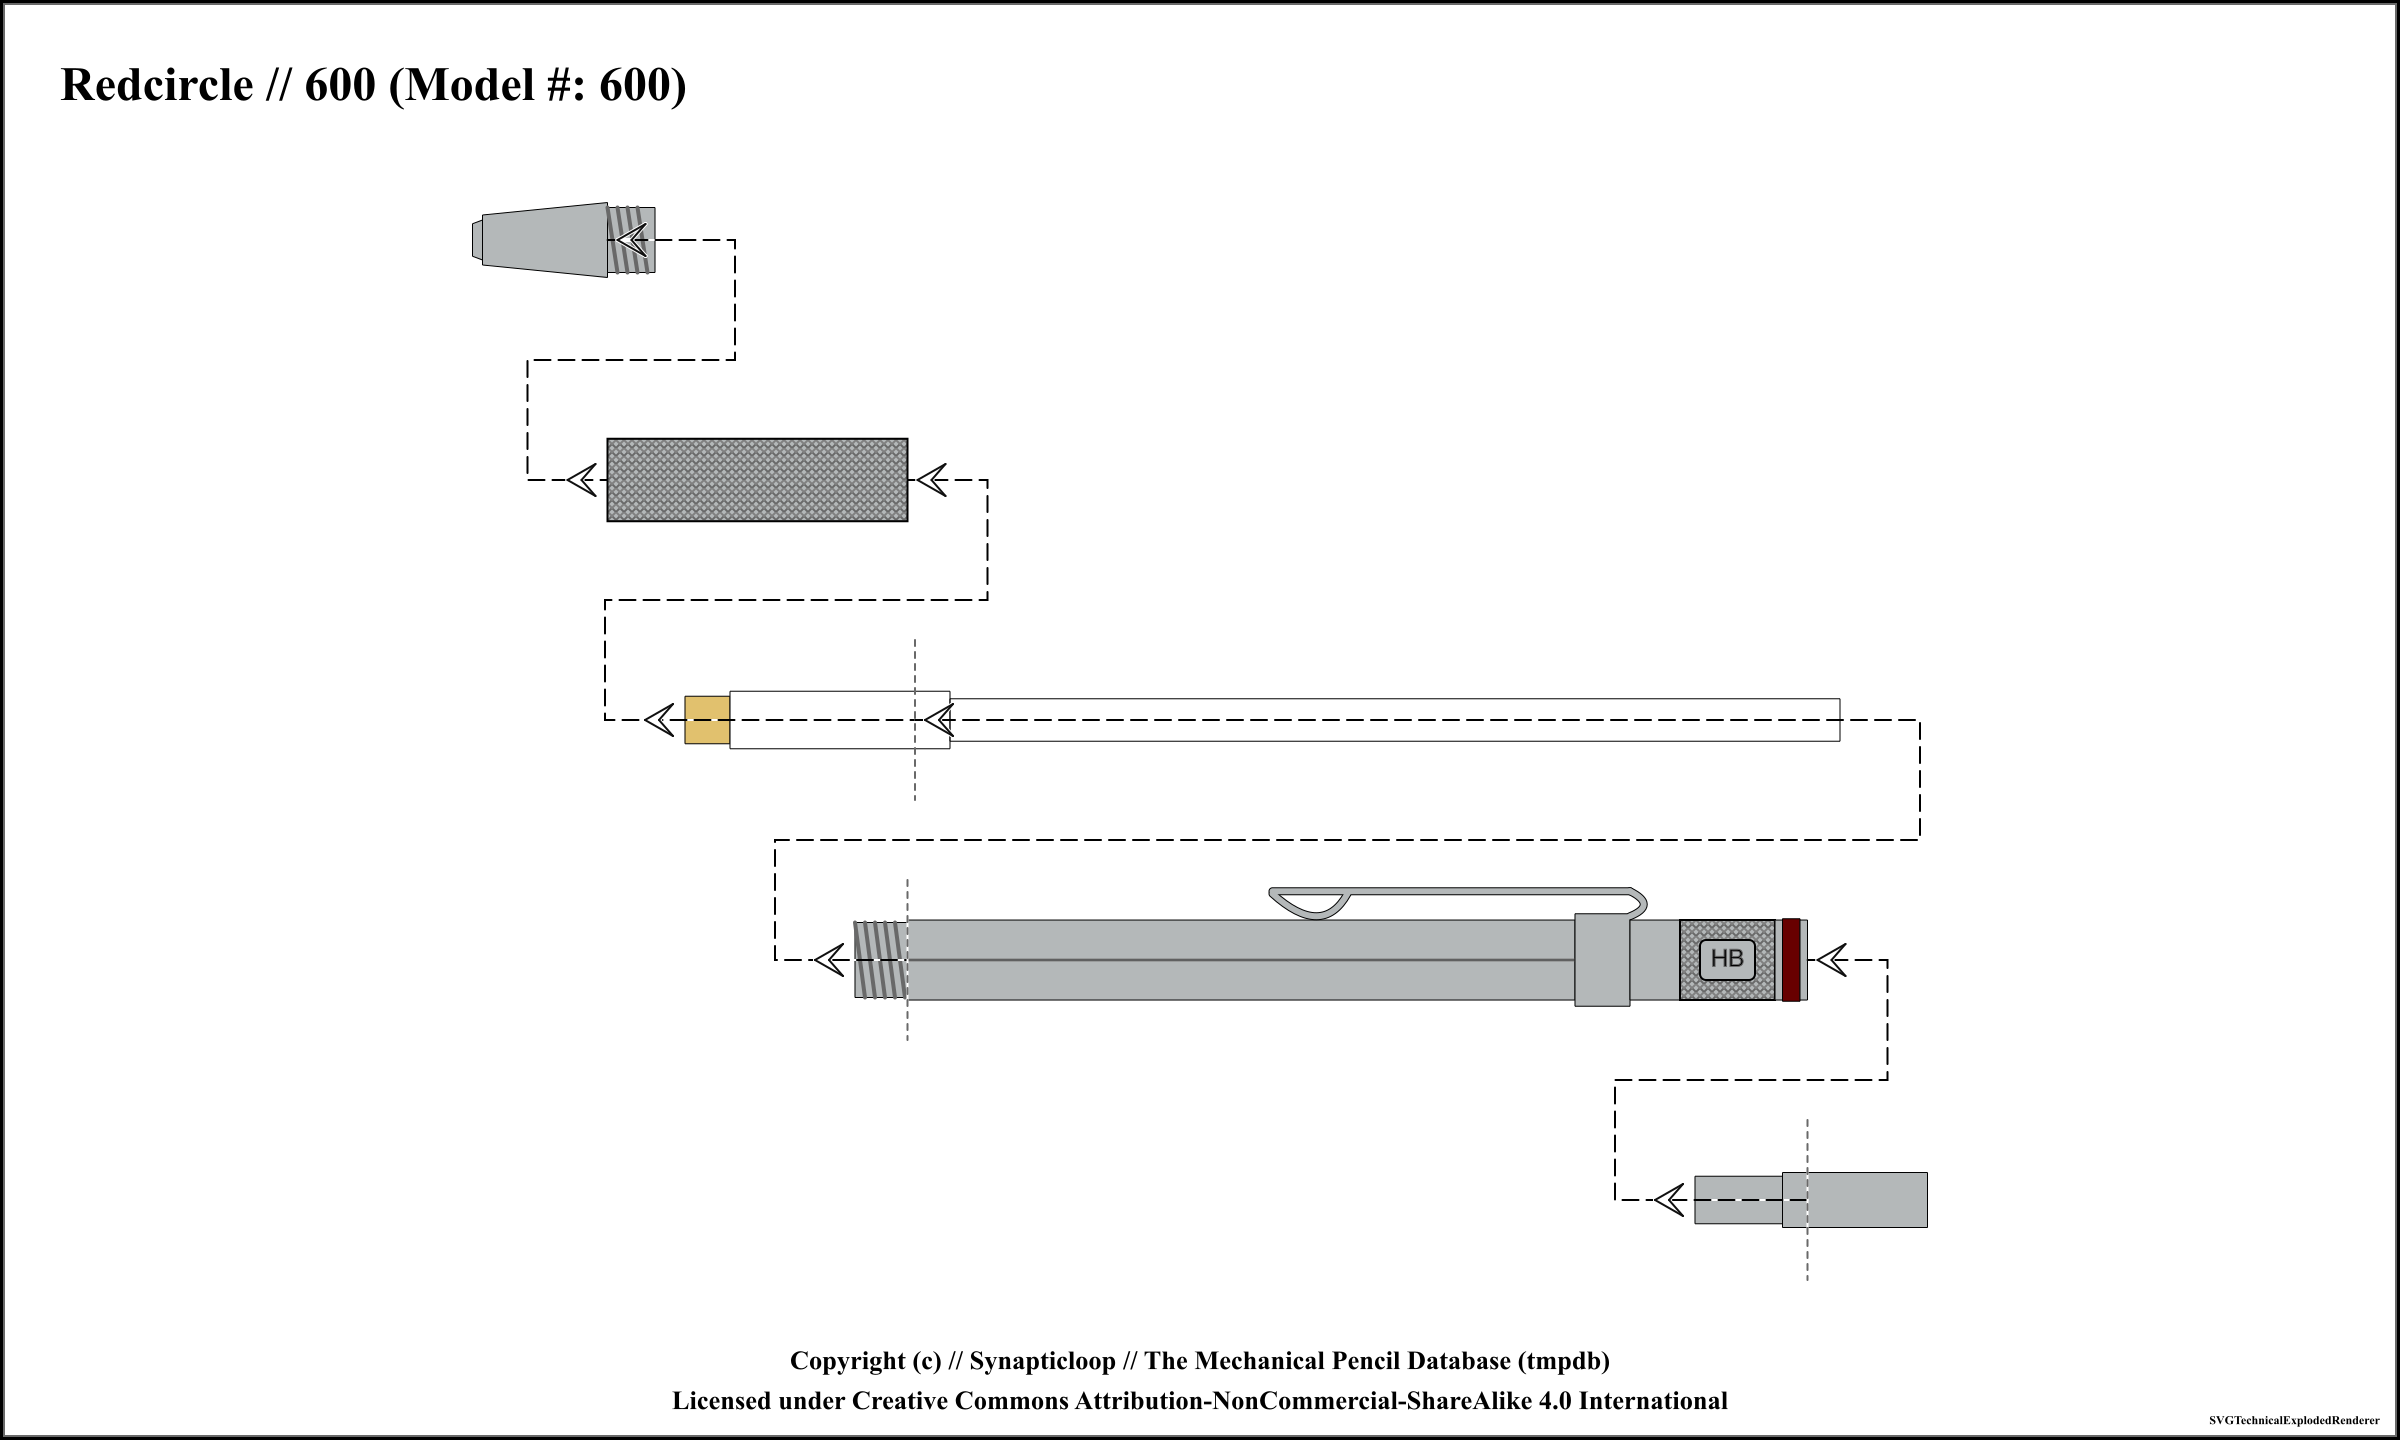 Redcircle // 600 (Model #: 600)
HB
Copyright (c) // Synapticloop // The Mechanical Pencil Database (tmpdb)
Licensed under Creative Commons Attribution-NonCommercial-ShareAlike 4.0 International
SVGTechnicalExplodedRenderer